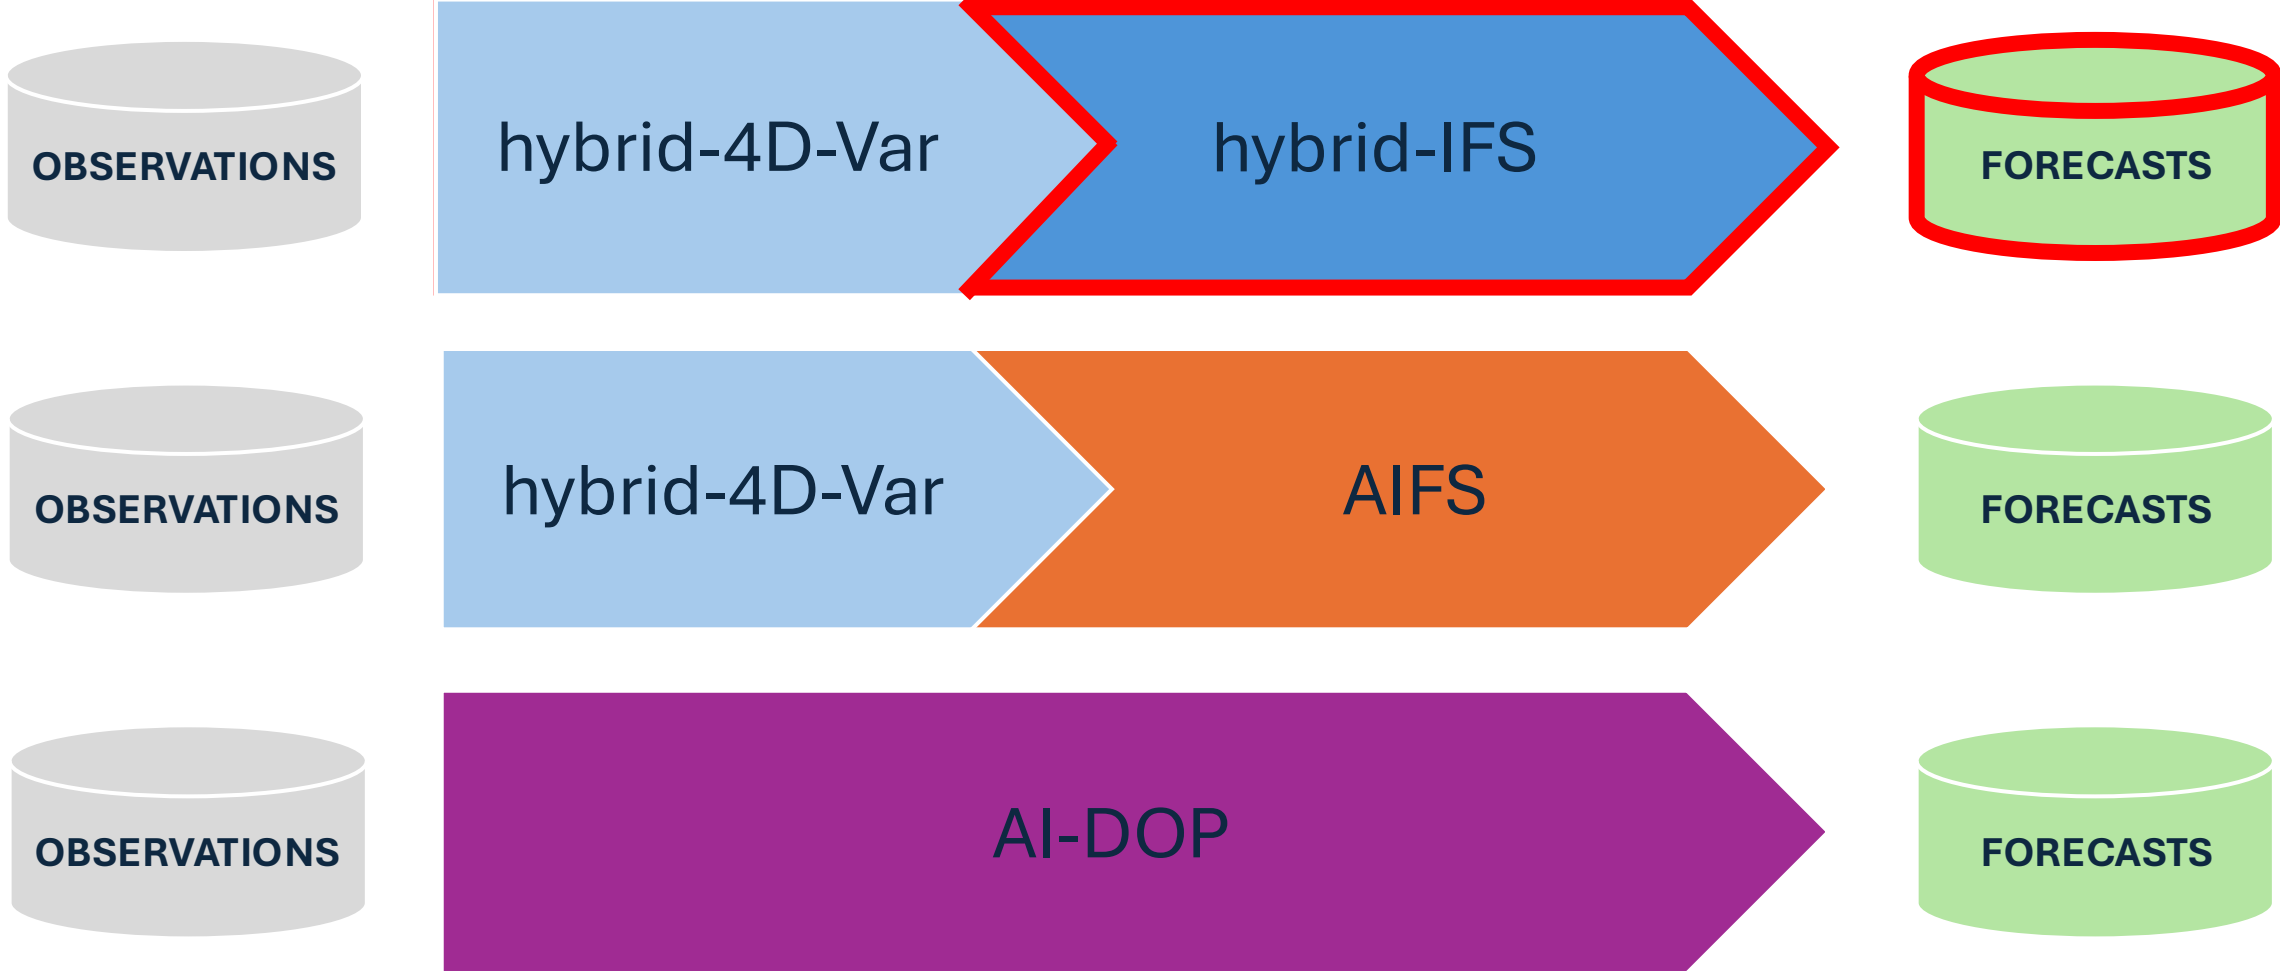 OBSERVATIONS
hybrid-4D-Var
hybrid-IFS
FORECASTS
OBSERVATIONS
hybrid-4D-Var
AIFS
FORECASTS
OBSERVATIONS
AI-DOP
FORECASTS